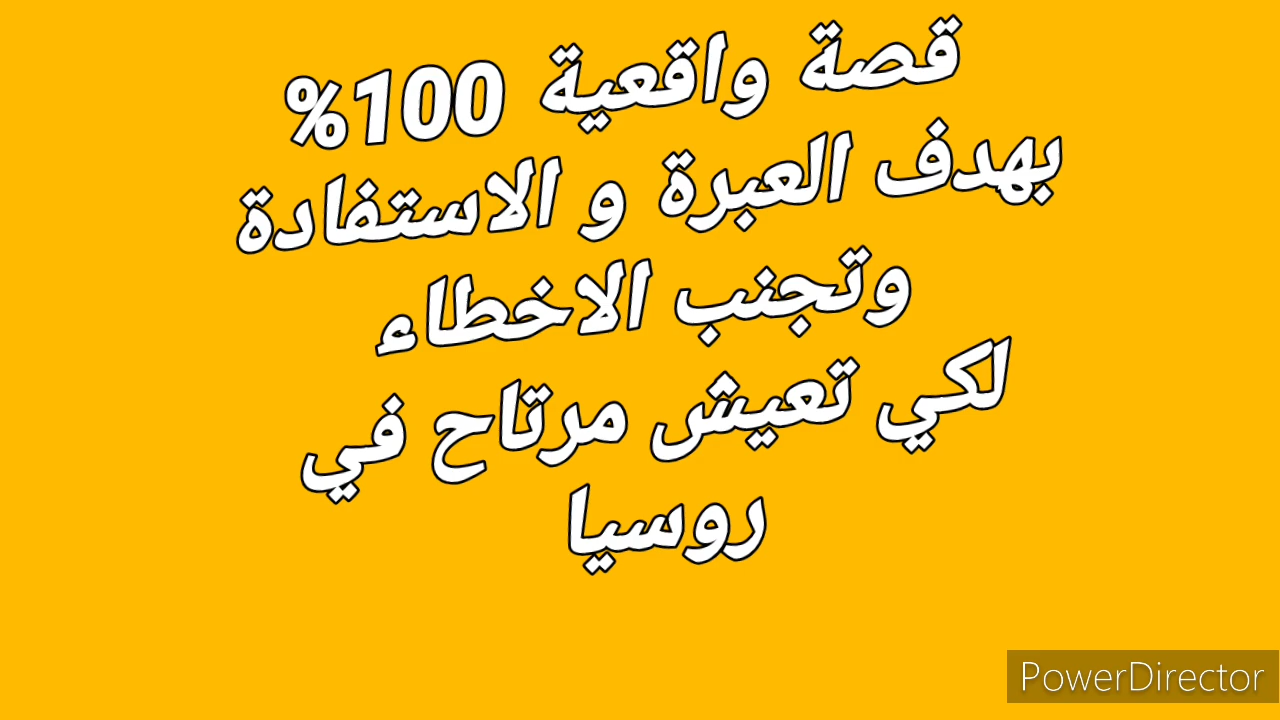 قصة واقعية 100%
بهدف العبرة و الاستفادة
وتجنب الاخطاء
لكي تعيش مرتاح في
روسيا
PowerDirector